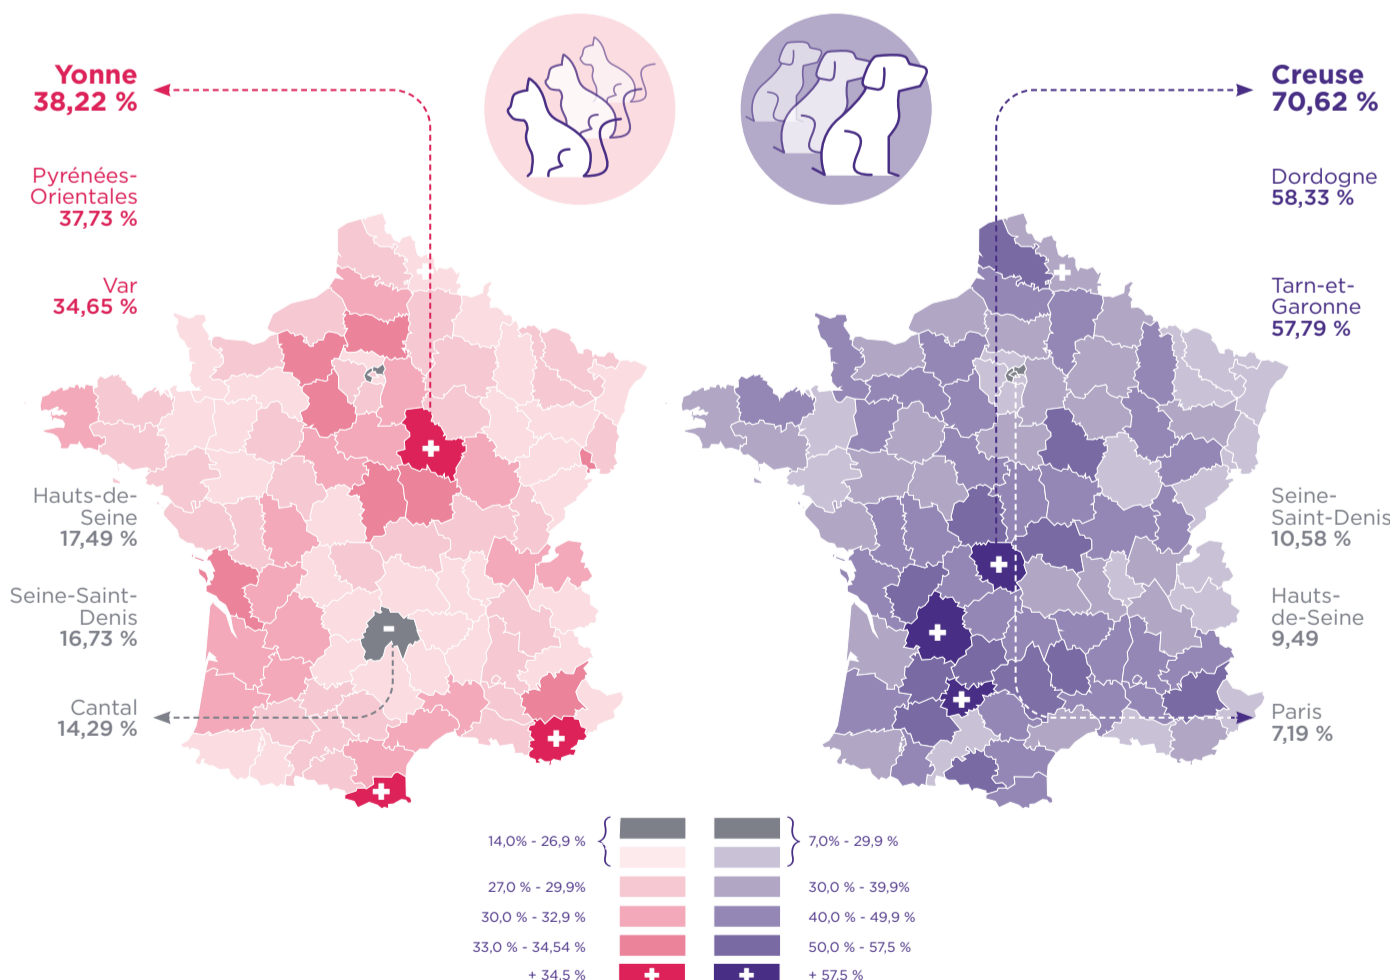 Yonne
38,22 %
Pyrénées-
Orientales
37,73 %
Var
34,65 %
Hauts-de-
Seine
17,49 %
Seine-Saint-
Denis
16,73 %
Cantal
14,29 %
Creuse
70,62 %
Dordogne
58,33 %
Tarn-et-
Garonne
57,79 %
Seine-
Saint-Denis
10,58 %
Hauts-
de-Seine
9,49
Paris
7,19 %
14,0% - 26,9 %
27,0 % - 29,9%
30,0 % - 32,9 %
33,0 % - 34,54 %
+ 34,5 %
7,0% - 29,9 %
30,0 % - 39,9%
40,0 % - 49,9 %
50,0 % - 57,5 %
+ 57,5 %